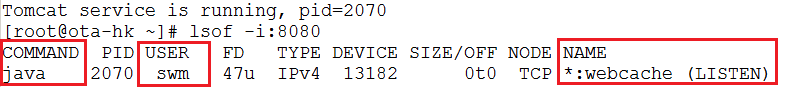 Tomcat service is running, pid=2070
[root@ota-hk ~]# lsof -i:8080
COMMAND PID USER FD TYPE DEVICE SIZE/OFF NODE NAME
java 2070 swm 47u IPv4 13182 0t0 TCP *:webcache (LISTEN)